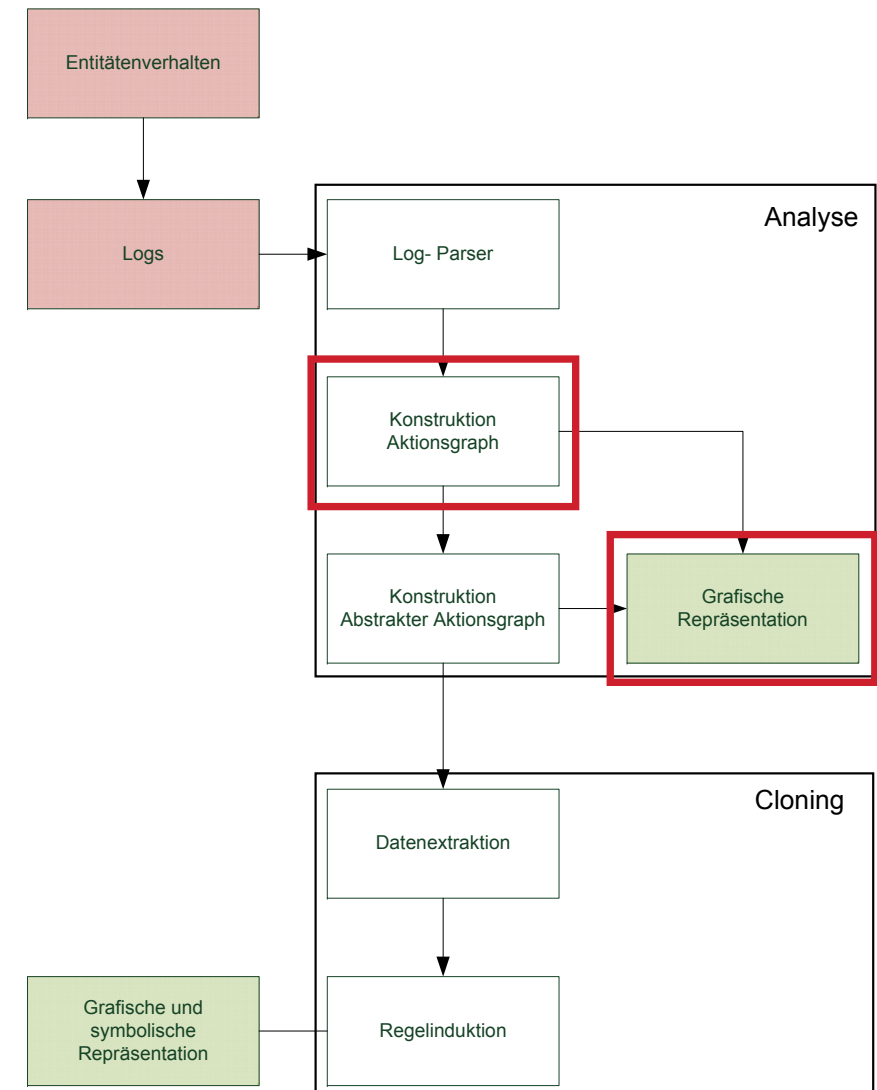 Entitätenverhalten
Logs
Analyse
Log- Parser
Konstruktion
Aktionsgraph
Konstruktion
Abstrakter Aktionsgraph
Grafische
Repräsentation
Cloning
Datenextraktion
Grafische und
symbolische
Repräsentation
Regelinduktion